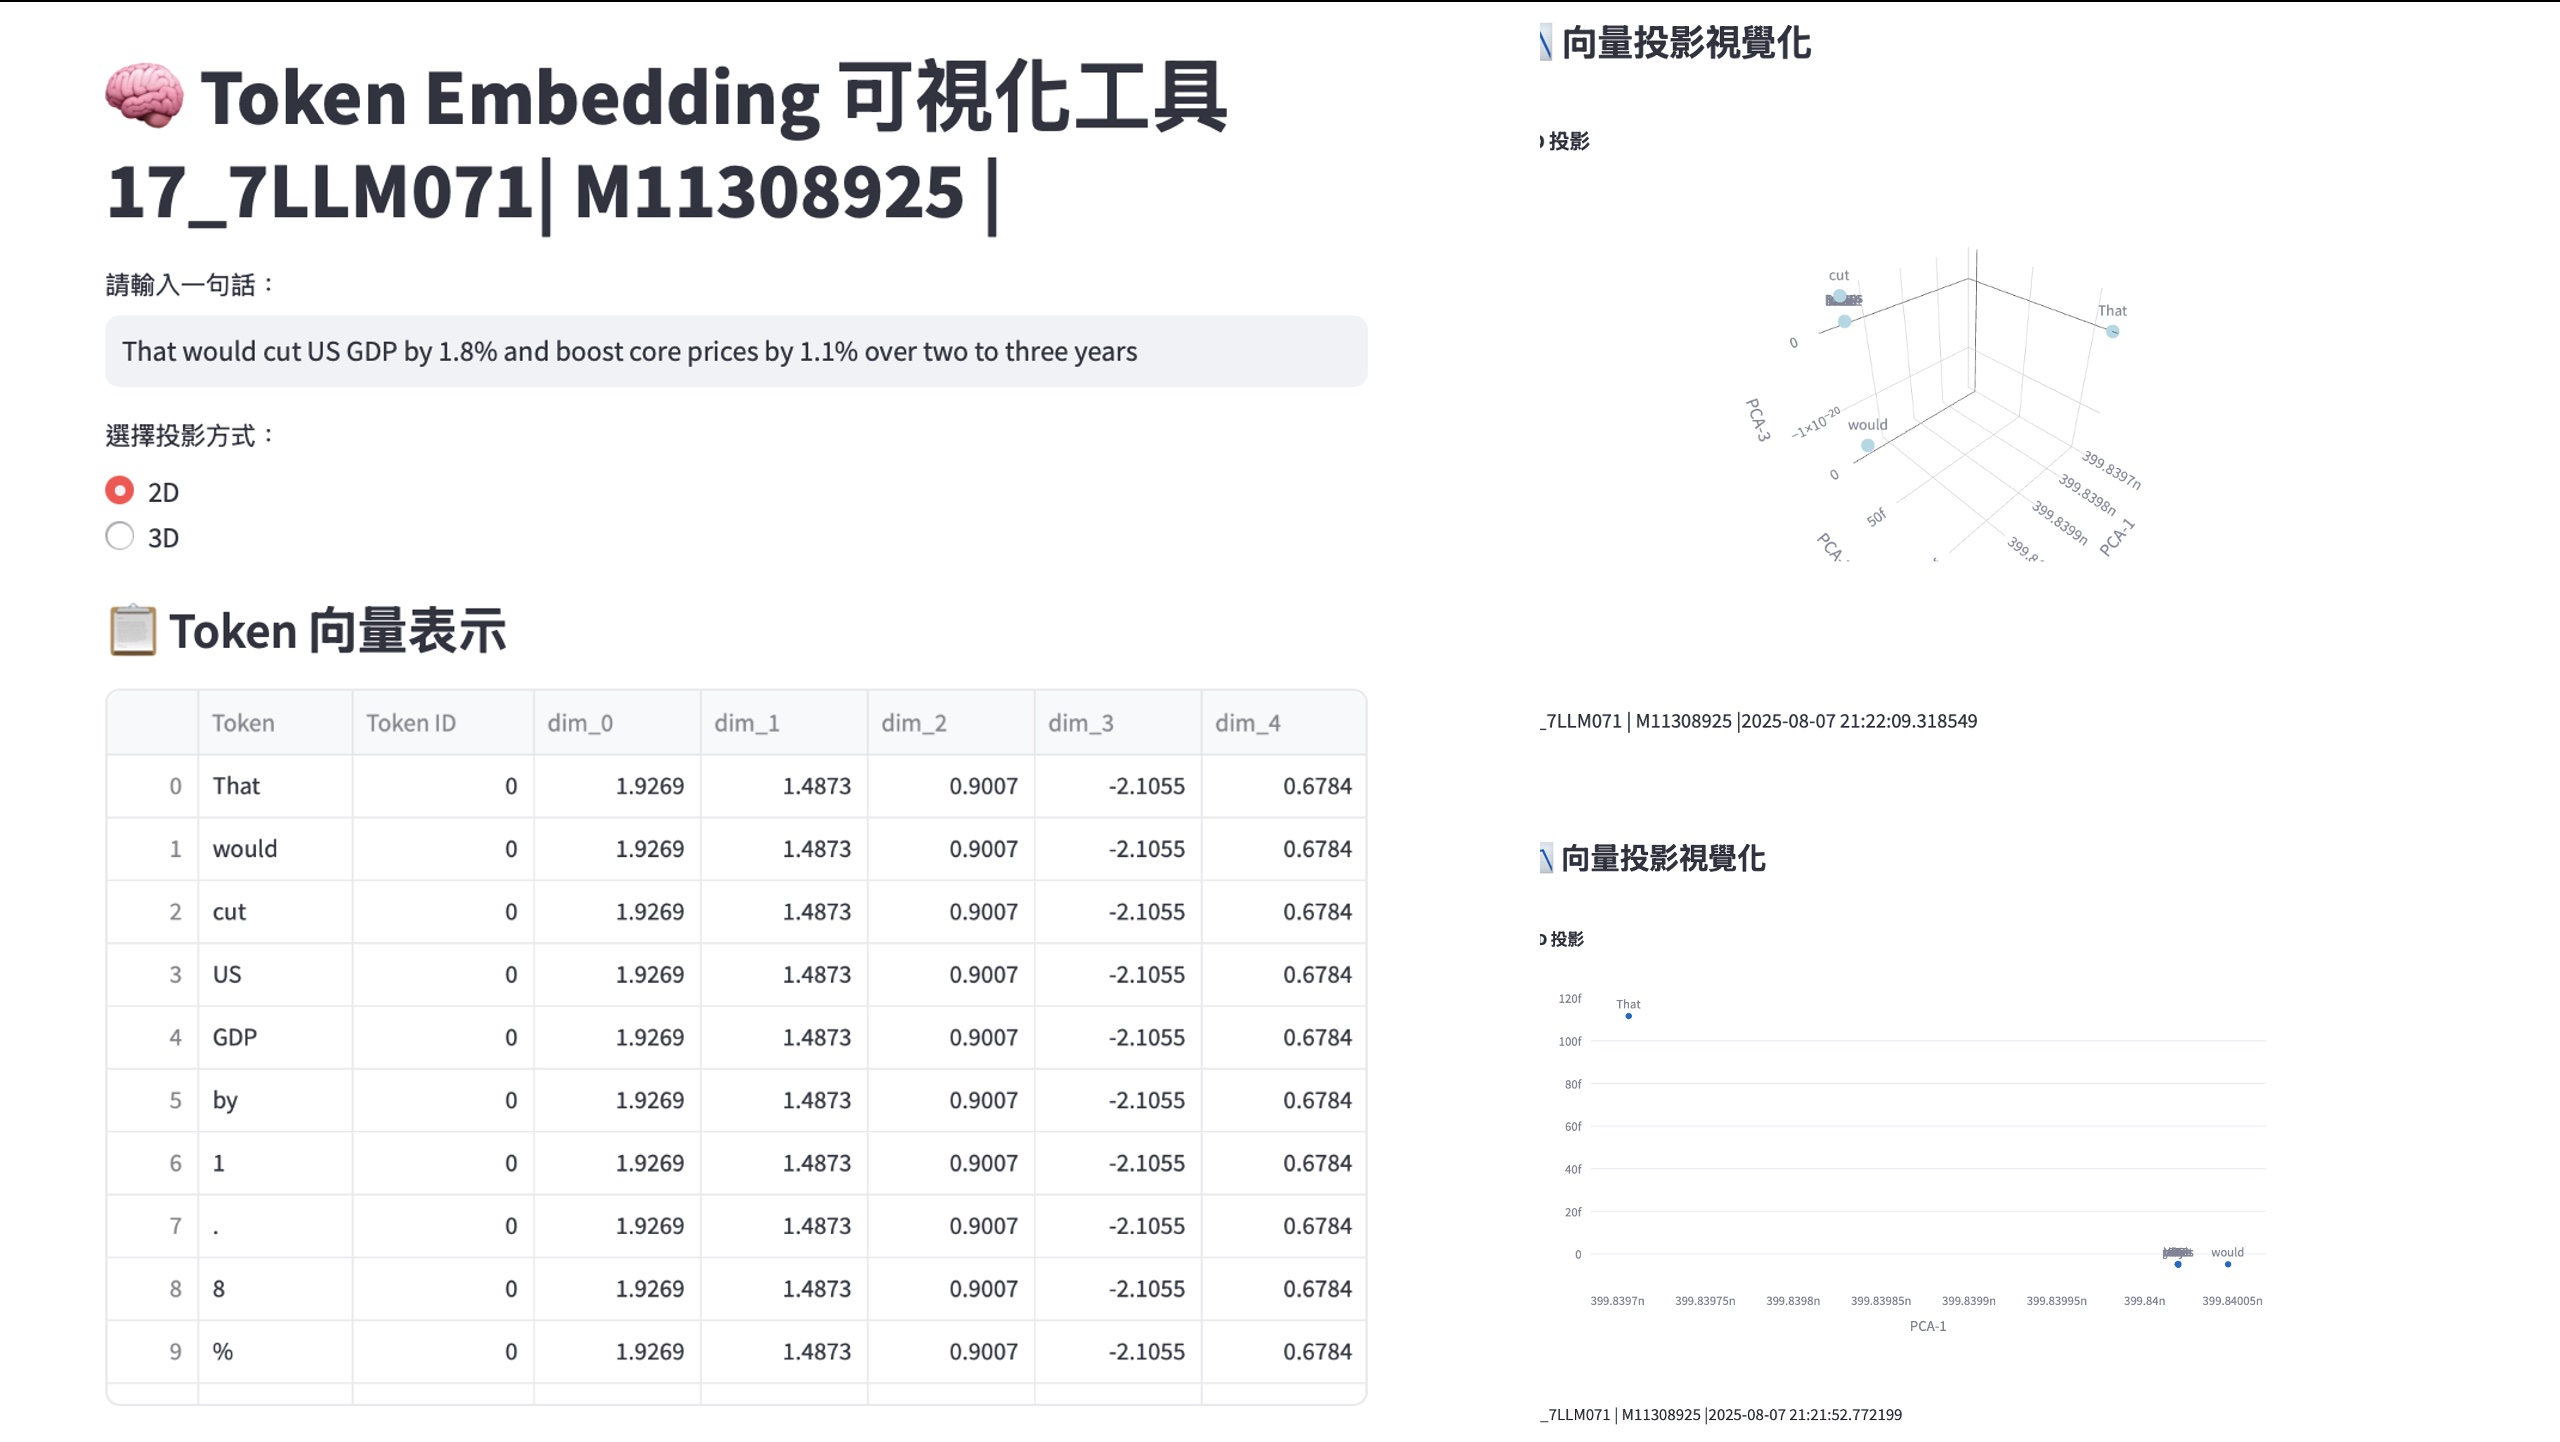 Token Embedding 可視化工具
17_7LLM071| M11308925 |
請輸入一句話：
That would cut US GDP by 1.8% and boost core prices by 1.1% over two to three years
選擇投影方式：
2D
3D
Token 向量表示
Token Token ID dim_0 dim_1 dim_2 dim_3 dim_4
0 That 0 1.9269 1.4873 0.9007 -2.1055 0.6784
1 would 0 1.9269 1.4873 0.9007 -2.1055 0.6784
2 cut 0 1.9269 1.4873 0.9007 -2.1055 0.6784
3 US 0 1.9269 1.4873 0.9007 -2.1055 0.6784
4 GDP 0 1.9269 1.4873 0.9007 -2.1055 0.6784
5 by 0 1.9269 1.4873 0.9007 -2.1055 0.6784
6 1 0 1.9269 1.4873 0.9007 -2.1055 0.6784
7 . 0 1.9269 1.4873 0.9007 -2.1055 0.6784
8 8 0 1.9269 1.4873 0.9007 -2.1055 0.6784
9 % 0 1.9269 1.4873 0.9007 -2.1055 0.6784
向量投影視覺化
投影
cut
That
0
PCA-3
−1×10−20
would
0
50f
PCA-1
399.8397n
399.8398n
399.8399n
_7LLM071 | M11308925 |2025-08-07 21:22:09.318549
向量投影視覺化
投影
120f
That
100f
80f
60f
40f
20f
0
would
399.8397n 399.83975n 399.8398n 399.83985n 399.8399n 399.83995n 399.84n 399.84005n
PCA-1
_7LLM071 | M11308925 |2025-08-07 21:21:52.772199